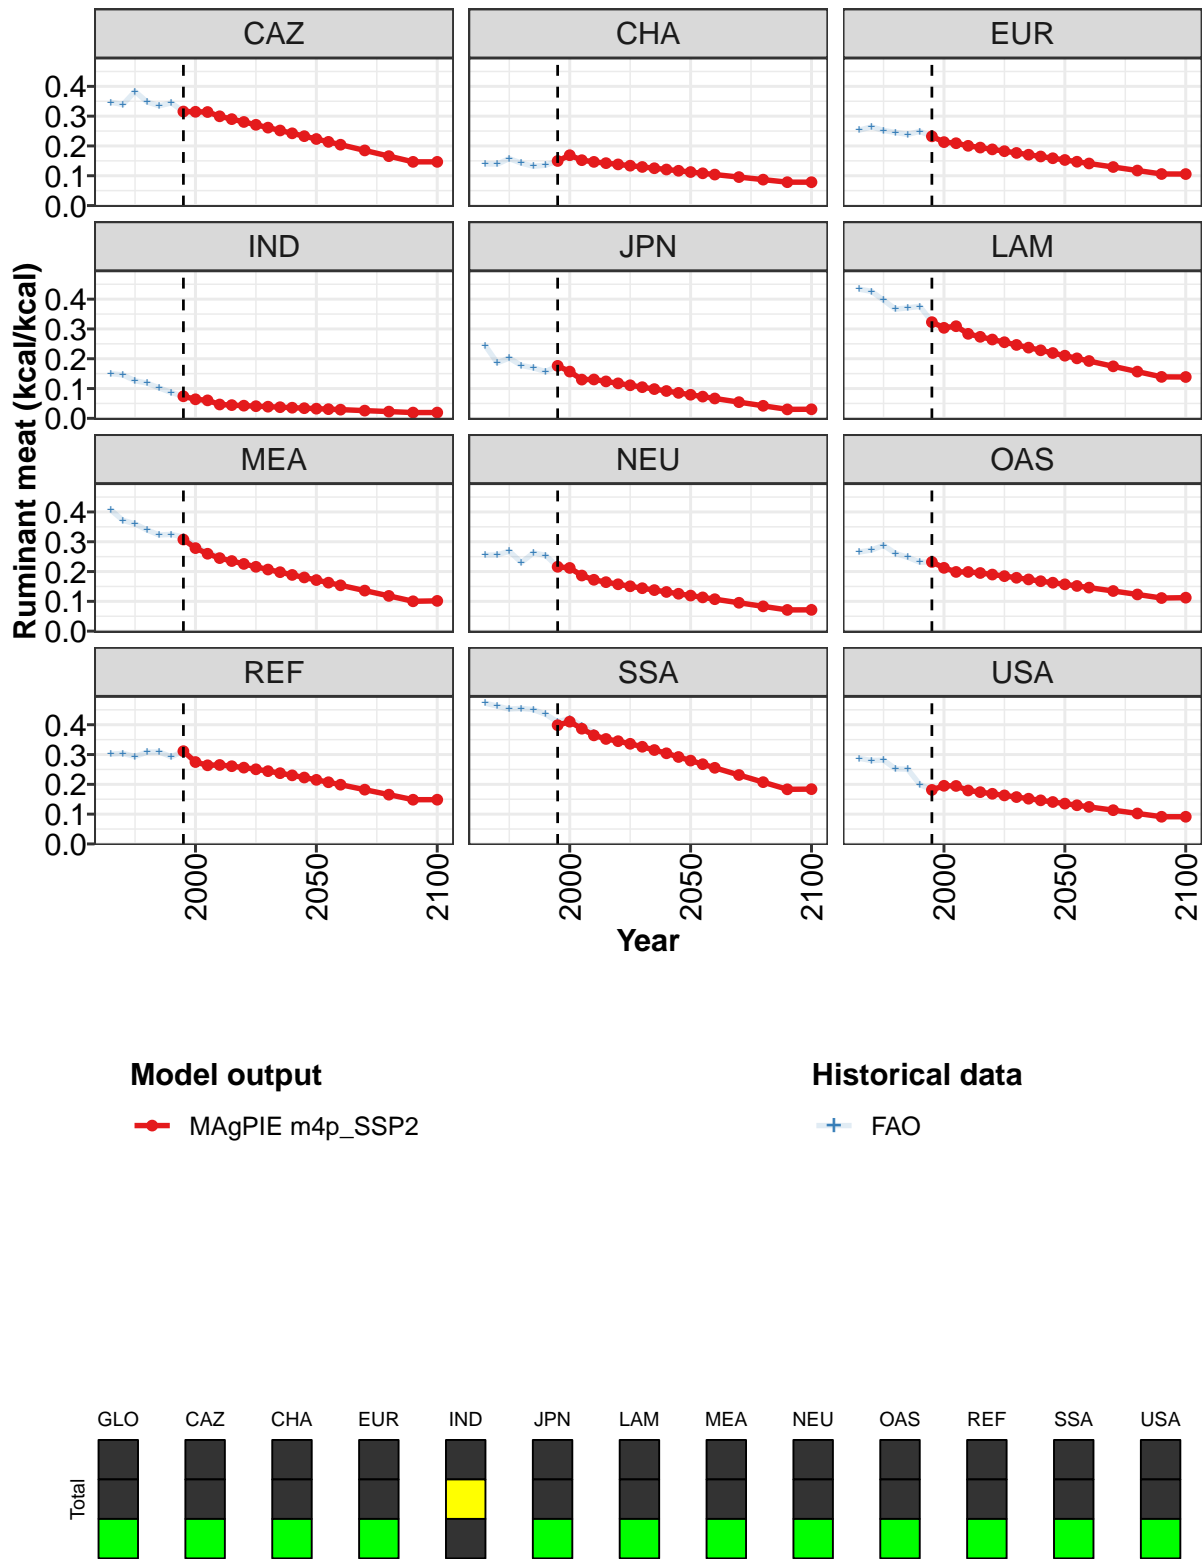 CAZ CHA EUR
0.4
0.3
0.2
0.1
0.0
IND JPN LAM
0.4
0.3
0.2
0.1
0.0
MEA NEU OAS
0.4
0.3
0.2
0.1
0.0
REF SSA USA
0.4
0.3
0.2
0.1
0.0
Ruminant meat (kcal/kcal)
2000 2050 2100 2000 2050 2100 2000 2050 2100
Year
Model output Historical data
MAgPIE m4p_SSP2 FAO
GLO CAZ CHA EUR IND JPN LAM MEA NEU OAS REF SSA USA
Total